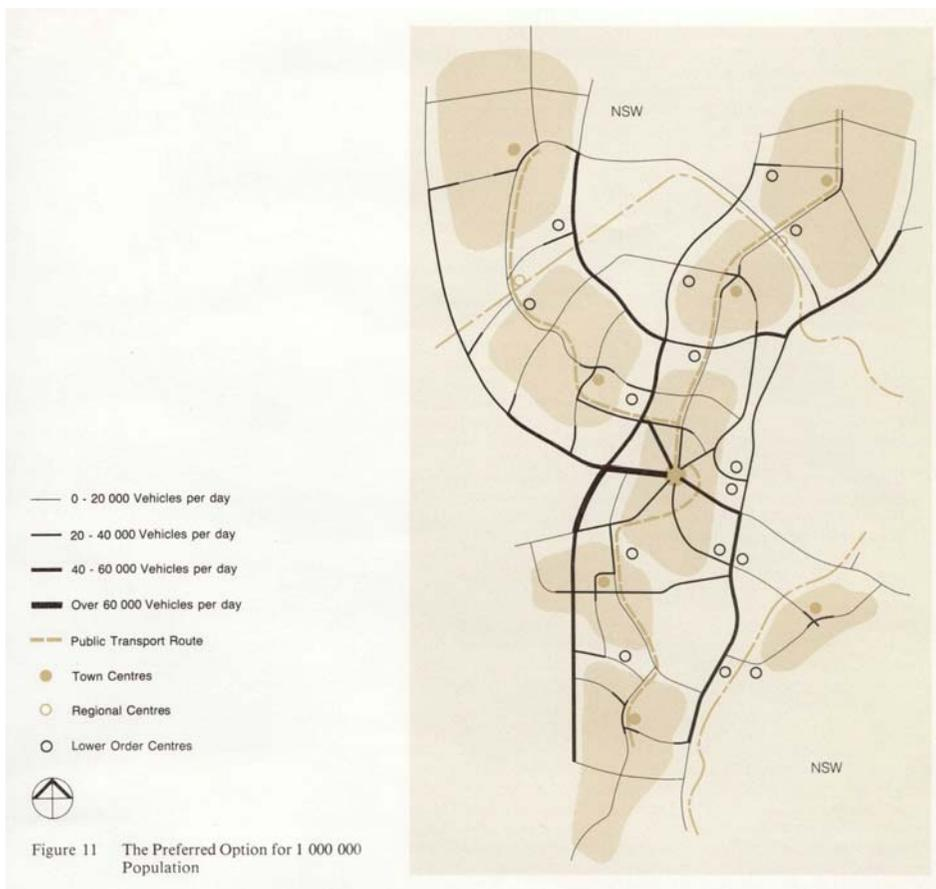 NSW
0 - 20 000 Vehicles per day
20 - 40 000 Vehicles per day
40 - 60 000 Vehicles per day
Over 60 000 Vehicles per day
Public Transport Route
Town Centres
Regional Centres
Lower Order Centres
NSW
Figure 11 The Preferred Option for 1 000 000
Population